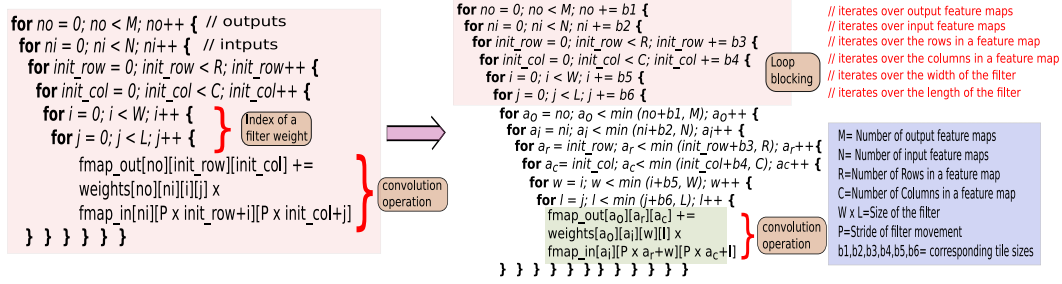 for no = 0; no < M; no++ { // outputs
for ni = 0; ni < N; ni++ { // intputs
for init_row = 0; init_row < R; init_row++ {
for init_col = 0; init_col < C; init_col++ {
for i = 0; i < W; i++ {
for j = 0; j < L; j++ {
Index of a
filter weight
fmap_out[no][init_row][init_col] +=
weights[no][ni][i][j] x
fmap_in[ni][P x init_row+i][P x init_col+j]
} } } } } }
convolution
operation
for no = 0; no < M; no += b1 {
for ni = 0; ni < N; ni += b2 {
for init_row = 0; init_row < R; init_row += b3 {
for init_col = 0; init_col < C; init_col += b4 {
for i = 0; i < W; i += b5 {
for j = 0; j < L; j += b6 {
Loop
blocking
// iterates over output feature maps
// iterates over input feature maps
// iterates over the rows in a feature map
// iterates over the columns in a feature map
// iterates over the width of the filter
// iterates over the length of the filter
for ao = no; ao < min (no+b1, M); ao++ {
for ai = ni; ai < min (ni+b2, N); ai++ {
for ar = init_row; ar < min (init_row+b3, R); ar++{
for ac= init_col; ac < min (init_col+b4, C); ac++ {
for w = i; w < min (i+b5, W); w++ {
for l = j; l < min (j+b6, L); l++ {
fmap_out[ao][ar][ac] +=
weights[ao][ai][w][l] x
fmap_in[ai][P x ar+w][P x ac+l]
} } } } } } } } } } }
convolution
operation
M= Number of output feature maps
N= Number of input feature maps
R=Number of Rows in a feature map
C=Number of Columns in a feature map
W x L=Size of the filter
P=Stride of filter movement
b1,b2,b3,b4,b5,b6= corresponding tile sizes